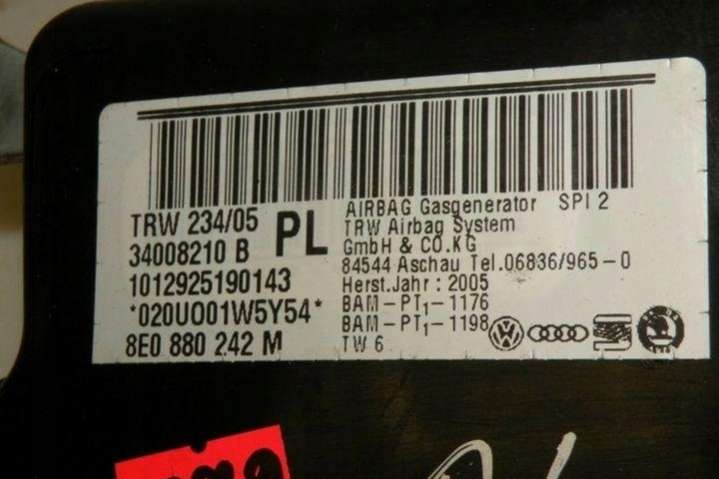 TRW 234/05
34008210 B PL
1012925190143
*020UO01W5Y54*
8E0 880 242 M
AIRBAG Gasgenerator SPI 2
TRW Airbag System
GmbH & CO.KG
84544 Aschau Tel.06836/965-0
Herst.Jahr : 2005
BAM-PT1-1176
BAM-PT1-1198
TW 6